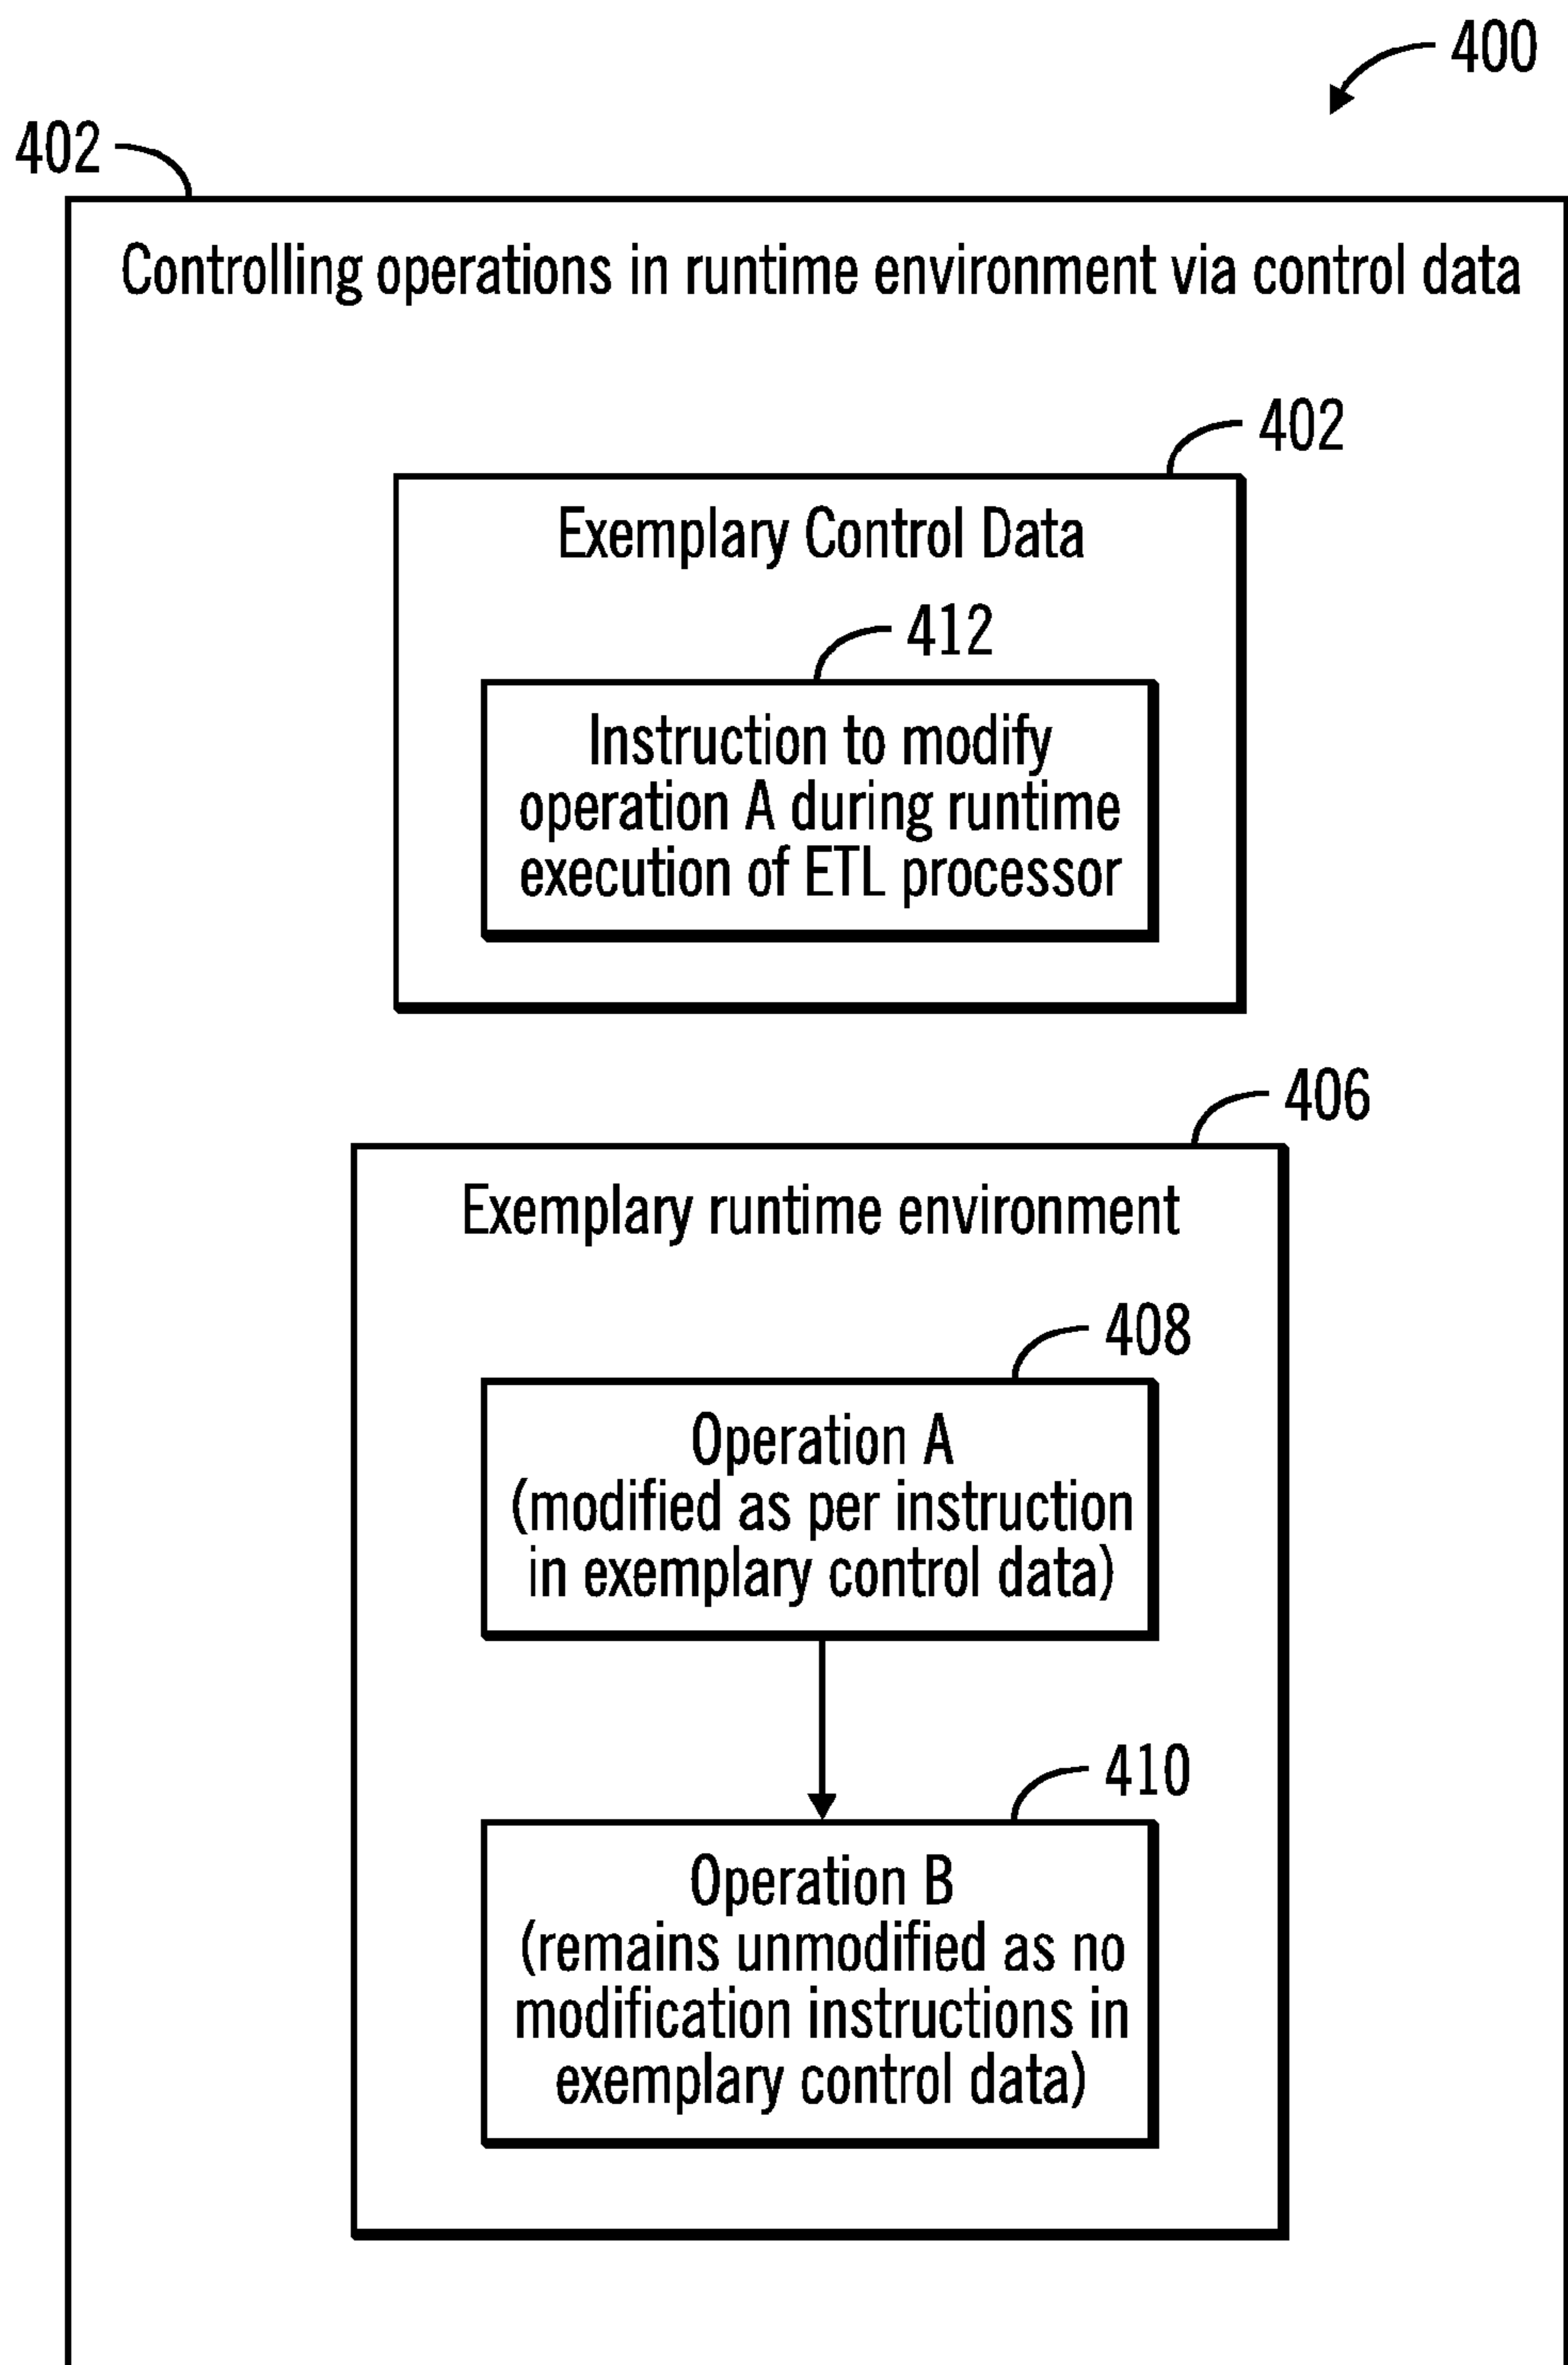 400
402
Controlling operations in runtime environment via control data
402
Exemplary Control Data
412
Instruction to modify
operation A during runtime
execution of ETL processor
406
Exemplary runtime environment
408
Operation A
(modified as per instruction
in exemplary control data)
410
Operation B
(remains unmodified as no
modification instructions in
exemplary control data)